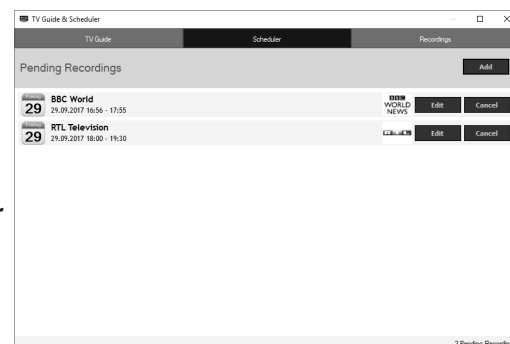 TV Guide & Scheduler
TV Guide
Scheduler
Recordings
Pending Recordings
Add
29
BBC World
29.09.2017 16:56 - 17:55
BBC
WORLD
NEWS
Edit
Cancel
29
RTL Television
29.09.2017 18:00 - 19:30
RTL
Edit
Cancel
2 Pending Recordin